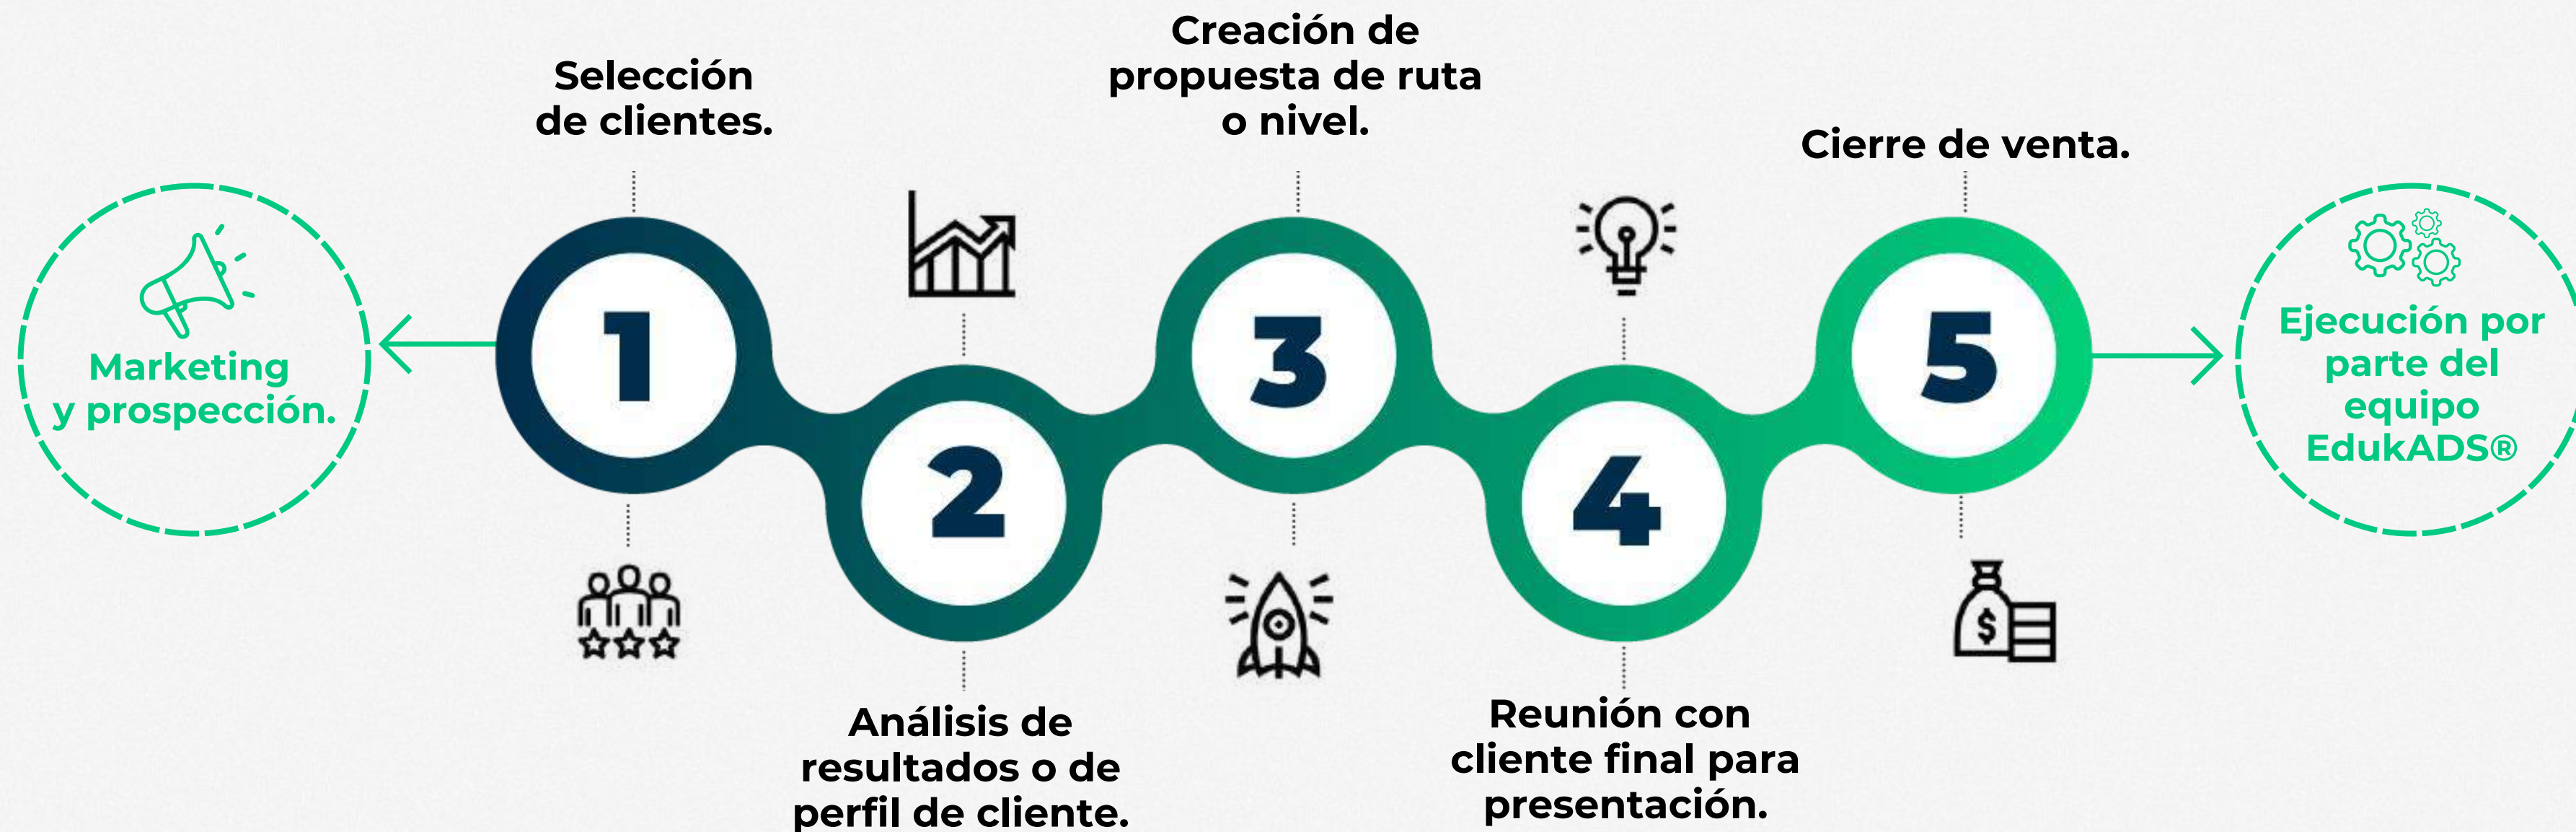 Marketing
y prospección.
Selección
de clientes.
1
2
Análisis de
resultados o de
perfil de cliente.
Creación de
propuesta de ruta
o nivel.
3
4
Reunión con
cliente final para
presentación.
Cierre de venta.
5
$
Ejecución por
parte del
equipo
EdukADS®